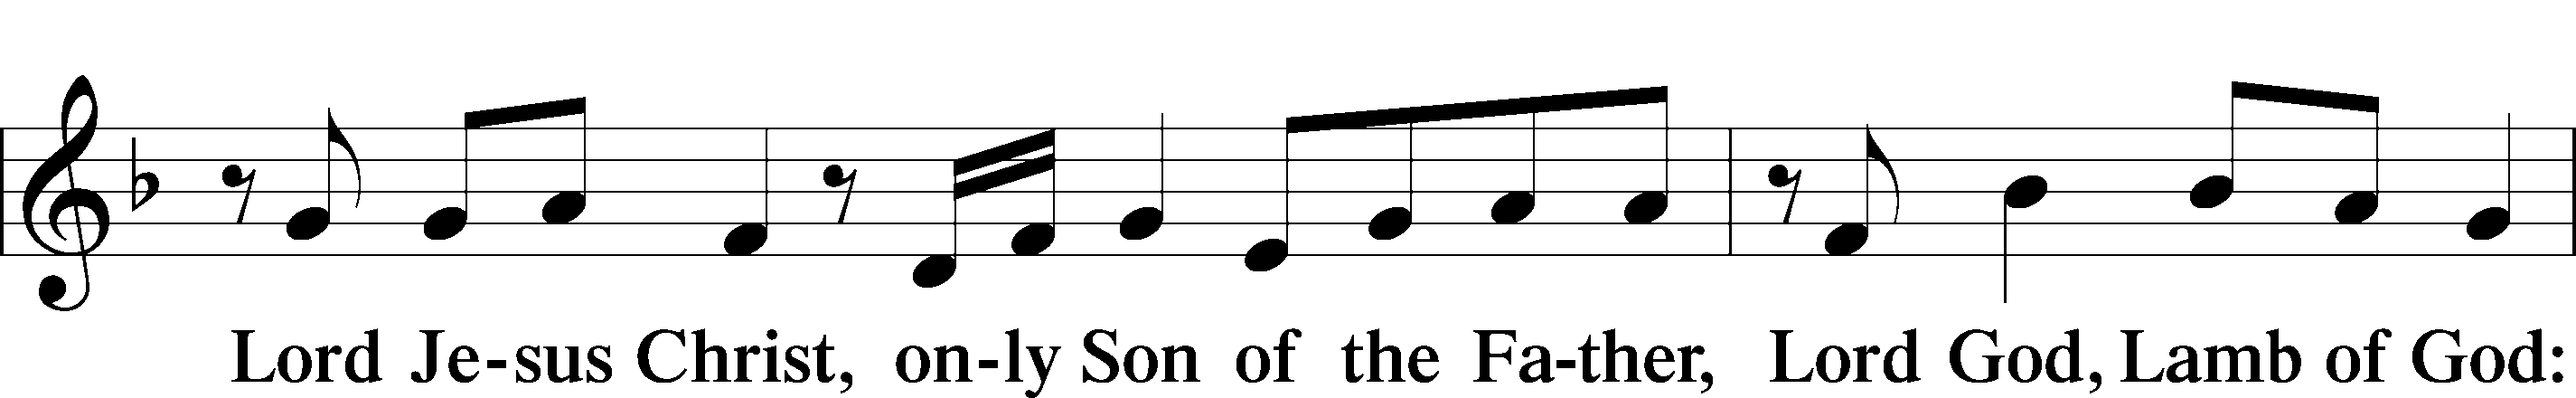 Lord Je-sus Christ, on-ly Son of the Fa-ther, Lord God, Lamb of God: